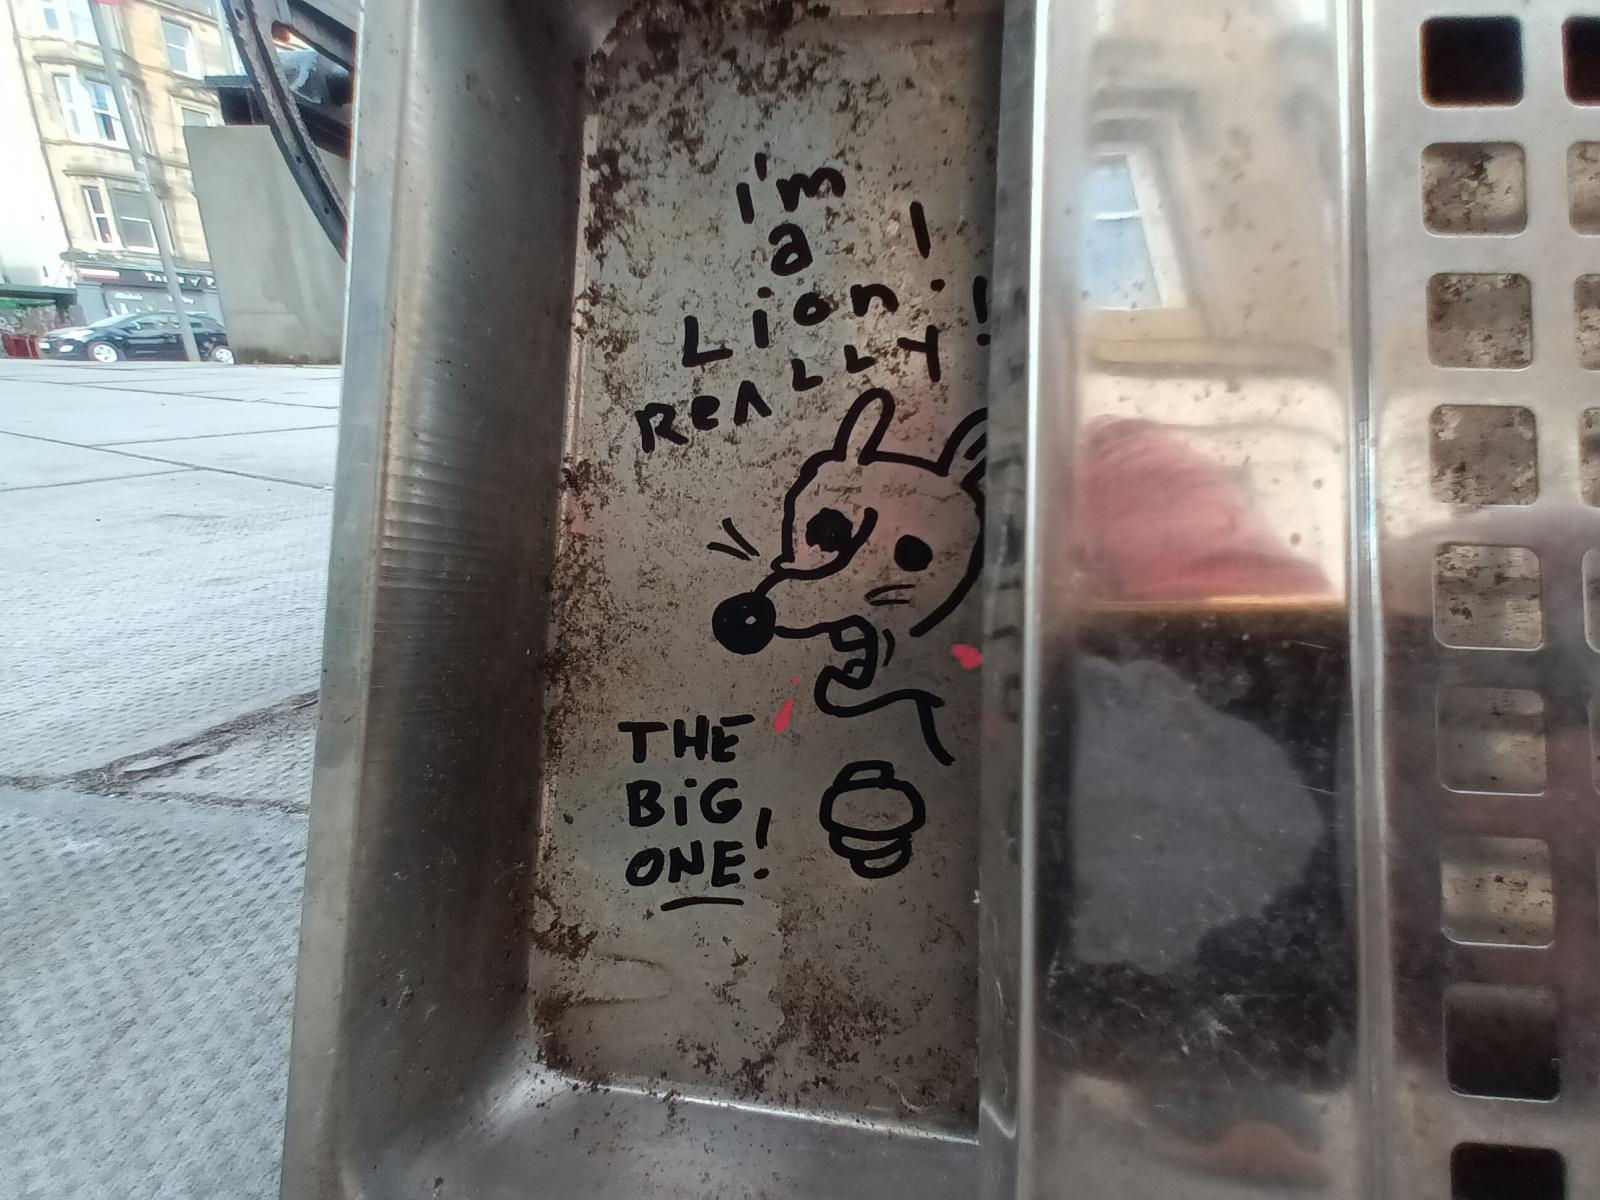 I'm
a
Lion!
ReALLY!
THE
BiG,
ONE!